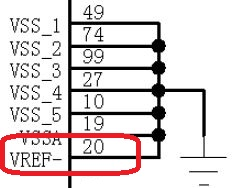 49
VSS_1
74
VSS_2
99
VSS_3
27
VSS_4
10
VSS_5
19
VSSA
20
VREF-